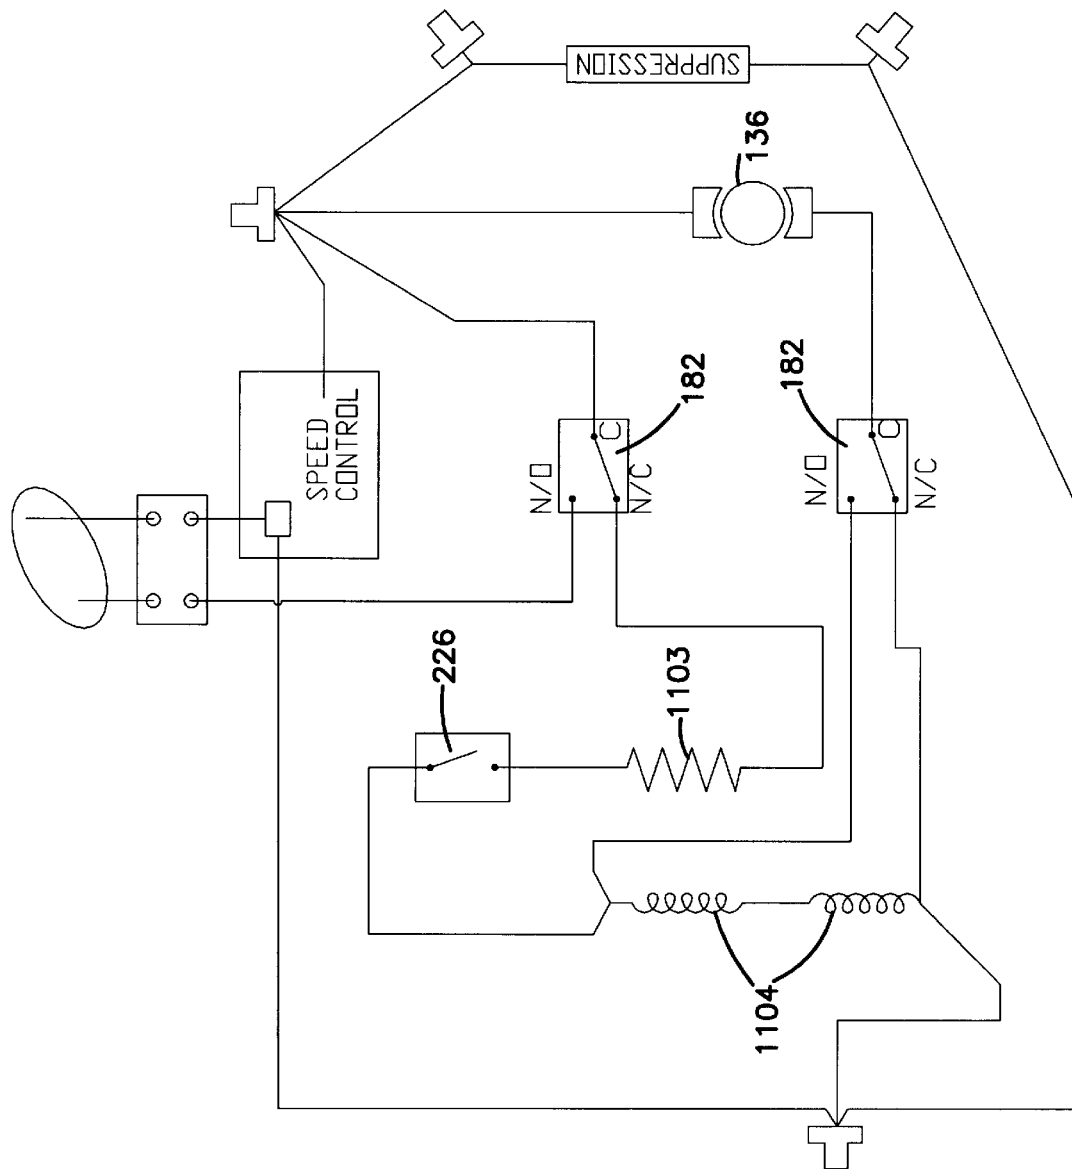 SUPPRESSION
136
SPEED
CONTROL
182
182
N/O
C
N/C
N/O
C
N/C
226
1103
1104